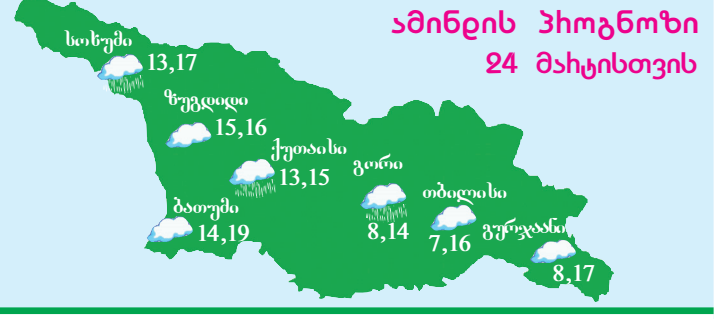 ამინდის პროგნოზი
24 მარტისთვის
სოხუმი
13,17
ზუგდიდი
15,16
ქუთაისი
13,15
გორი
8,14
თბილისი
7,16
ბათუმი
14,19
გურჯაანი
8,17